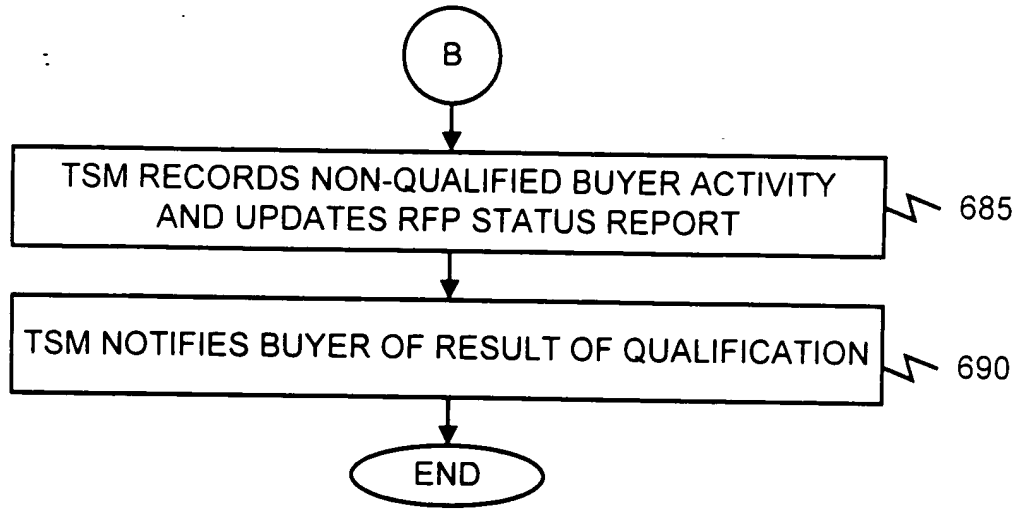 B
TSM RECORDS NON-QUALIFIED BUYER ACTIVITY
AND UPDATES RFP STATUS REPORT
685
TSM NOTIFIES BUYER OF RESULT OF QUALIFICATION
690
END